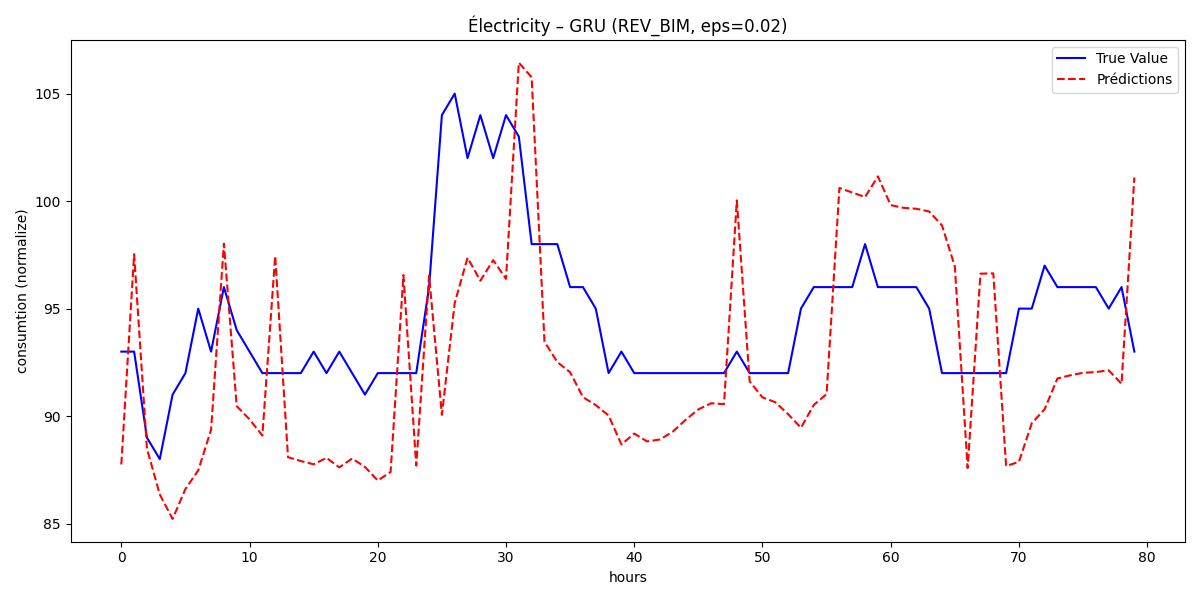 Électricity – GRU (REV_BIM, eps=0.02)
True Value
Prédictions
consumtion (normalize)
105
100
95
90
85
0 10 20 30 40 50 60 70 80
hours